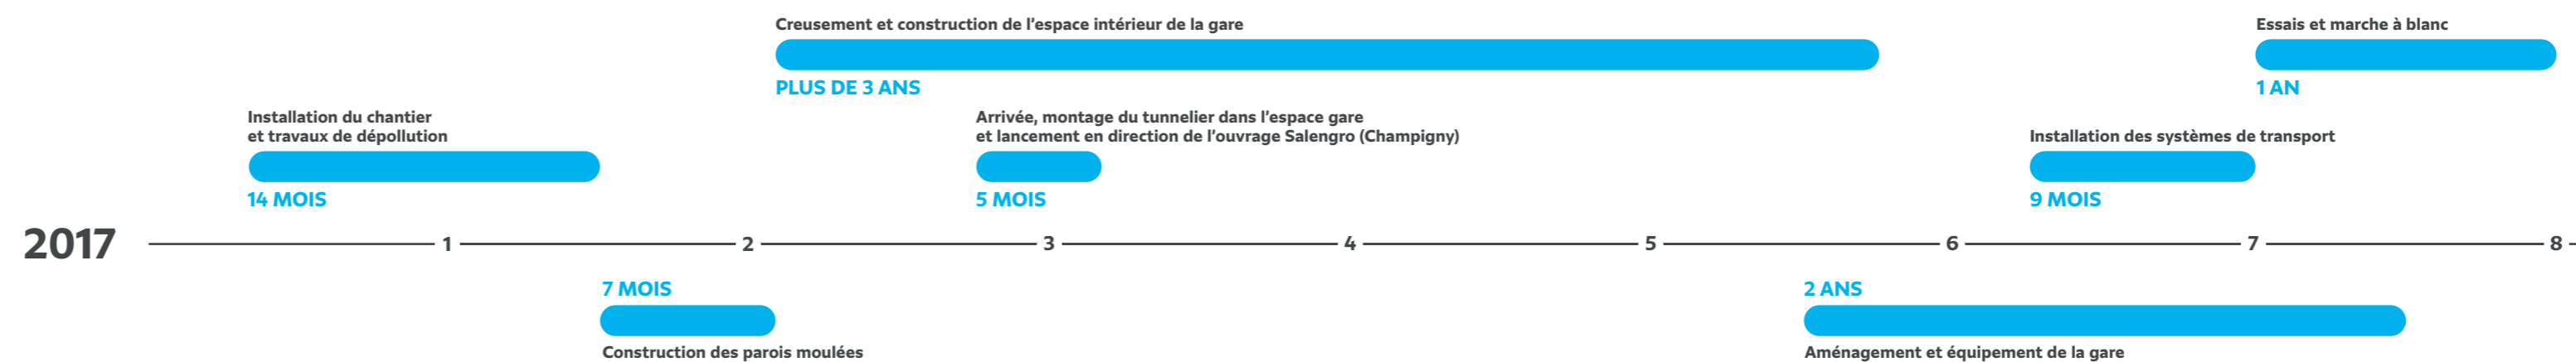 Creusement et construction de l'espace intérieur de la gare
PLUS DE 3 ANS
Essais et marche à blanc
1 AN
Installation du chantier
et travaux de dépollution
14 MOIS
Arrivée, montage du tunnelier dans l'espace gare
et lancement en direction de l'ouvrage Salengro (Champigny)
5 MOIS
Installation des systèmes de transport
9 MOIS
2017 1 2 3 4 5 6 7 8
7 MOIS
Construction des parois moulées
2 ANS
Aménagement et équipement de la gare